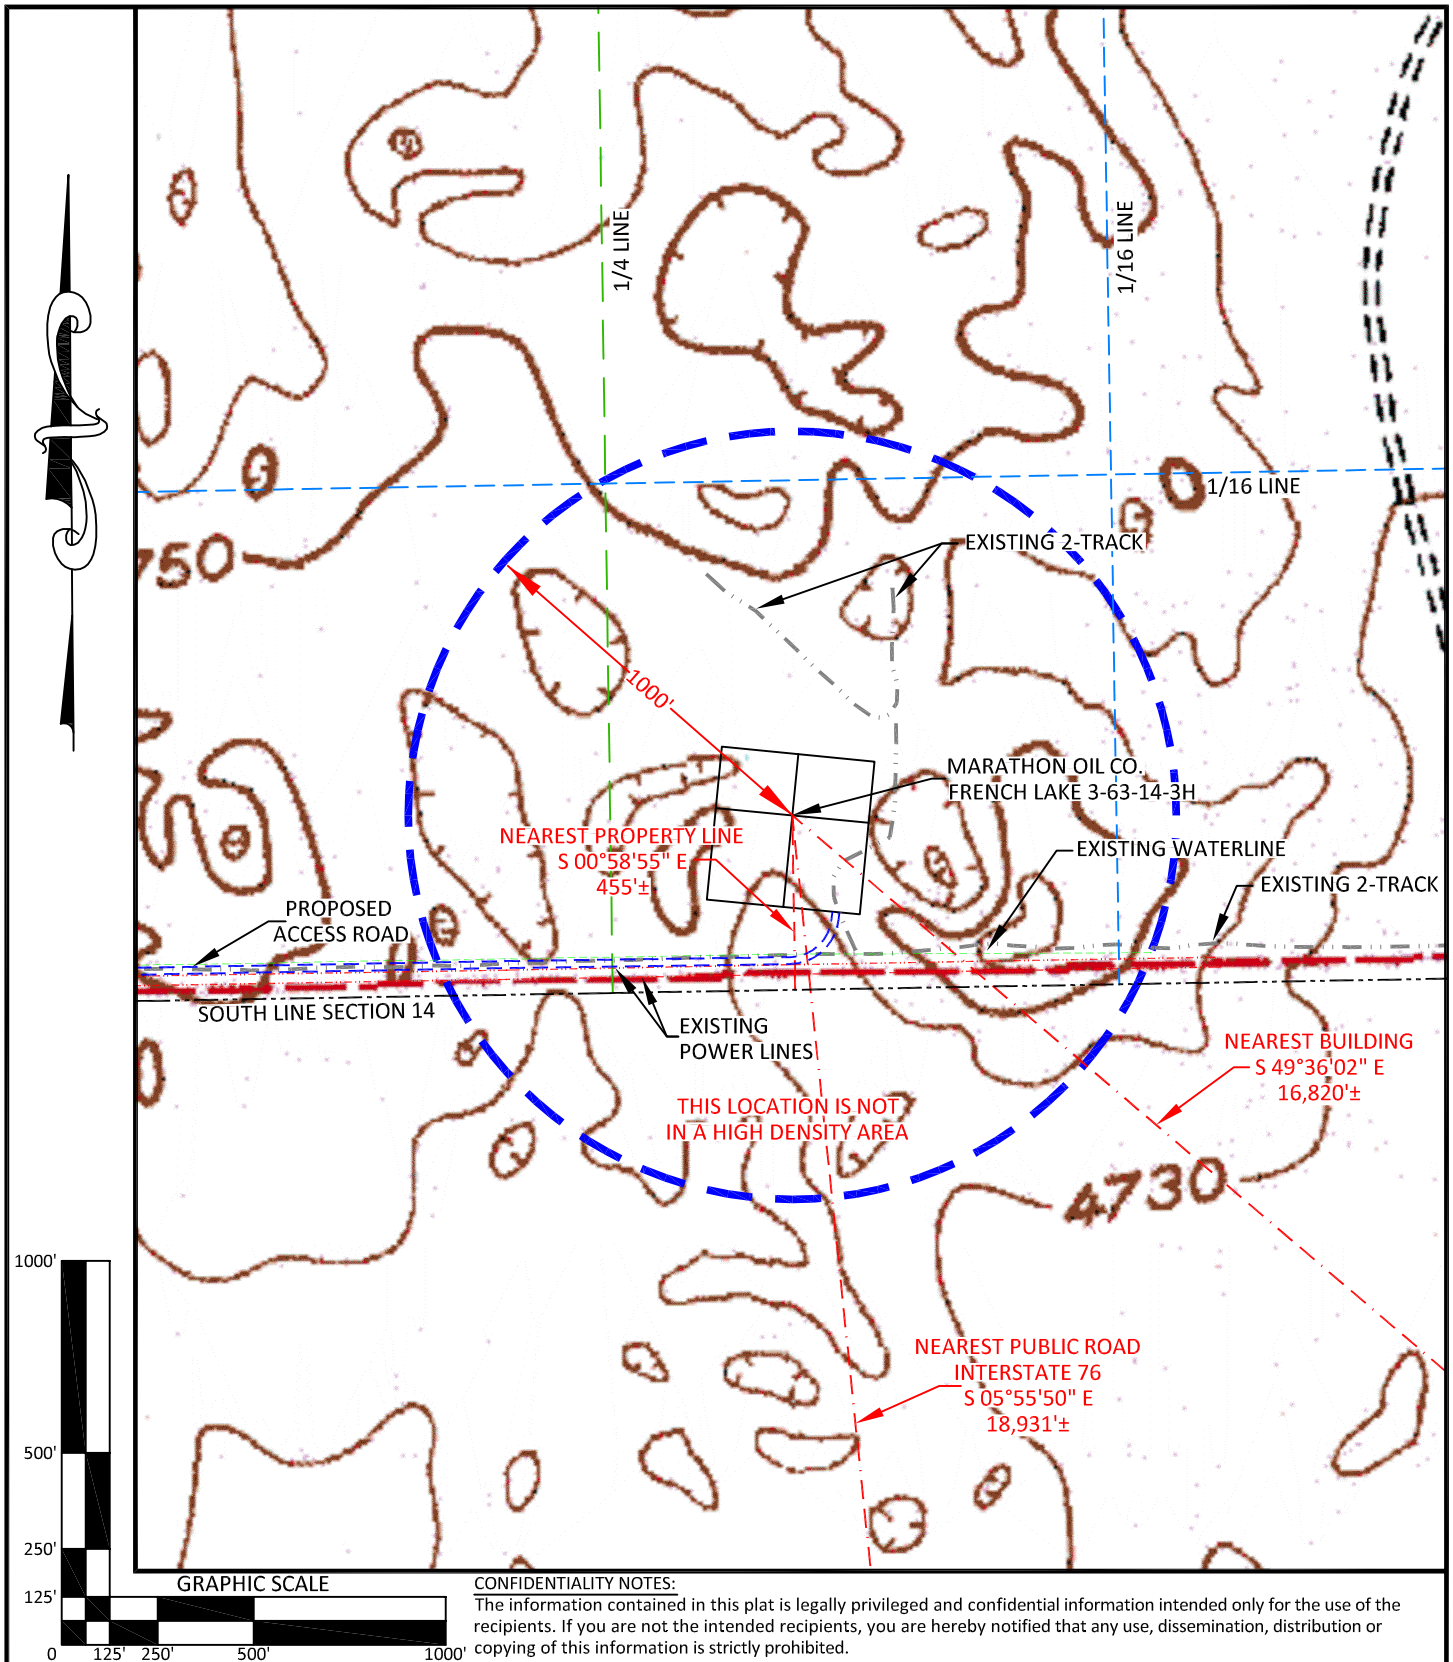 1/4 LINE
1/16 LINE
1/16 LINE
750
EXISTING 2-TRACK
1000'
MARATHON OIL CO.
FRENCH LAKE 3-63-14-3H
NEAREST PROPERTY LINE
S 00°58'55" E
455'±
EXISTING WATERLINE
EXISTING 2-TRACK
PROPOSED
ACCESS ROAD
SOUTH LINE SECTION 14
EXISTING
POWER LINES
NEAREST BUILDING
S 49°36'02" E
16,820'±
THIS LOCATION IS NOT
IN A HIGH DENSITY AREA
4730
NEAREST PUBLIC ROAD
INTERSTATE 76
S 05°55'50" E
18,931'±
1000'
500'
250'
125'
0 125' 250' 500' 1000'
GRAPHIC SCALE
CONFIDENTIALITY NOTES:
The information contained in this plat is legally privileged and confidential information intended only for the use of the
recipients. If you are not the intended recipients, you are hereby notified that any use, dissemination, distribution or
copying of this information is strictly prohibited.